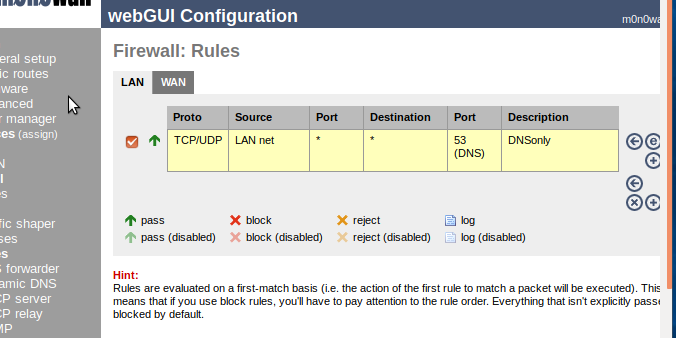 webGUI Configuration
Firewall: Rules
LAN WAN
Proto Source Port Destination Port Description
TCP/UDP LAN net * * 53 (DNS) DNSonly
pass block reject log
pass (disabled) block (disabled) reject (disabled) log (disabled)
Hint:
Rules are evaluated on a first-match basis (i.e. the action of the first rule to match a packet will be executed). This
means that if you use block rules, you'll have to pay attention to the rule order. Everything that isn't explicitly passe
blocked by default.
m0n0wa
eral setup
ic routes
ware
anced
r manager
ces (assign)
N
l
es
fic shaper
ses
es
S forwarder
amic DNS
CP server
CP relay
MP